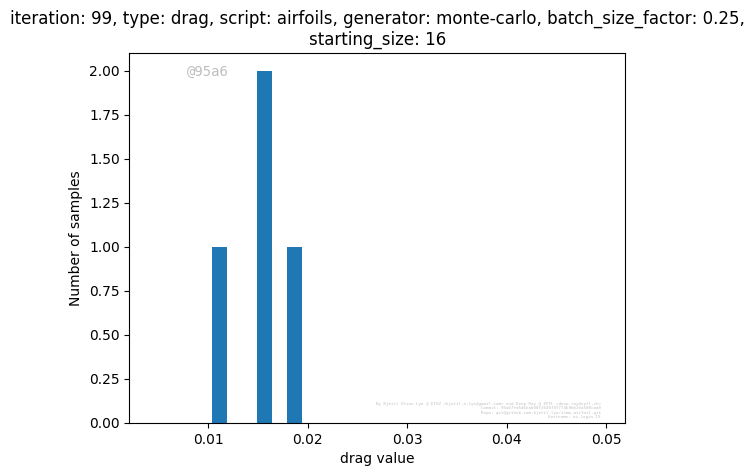 iteration: 99, type: drag, script: airfoils, generator: monte-carlo, batch_size_factor: 0.25,
starting_size: 16
@95a6
2.00
1.75
1.50
1.25
1.00
0.75
0.50
0.25
0.00
Number of samples
0.01
0.02
0.03
0.04
0.05
drag value